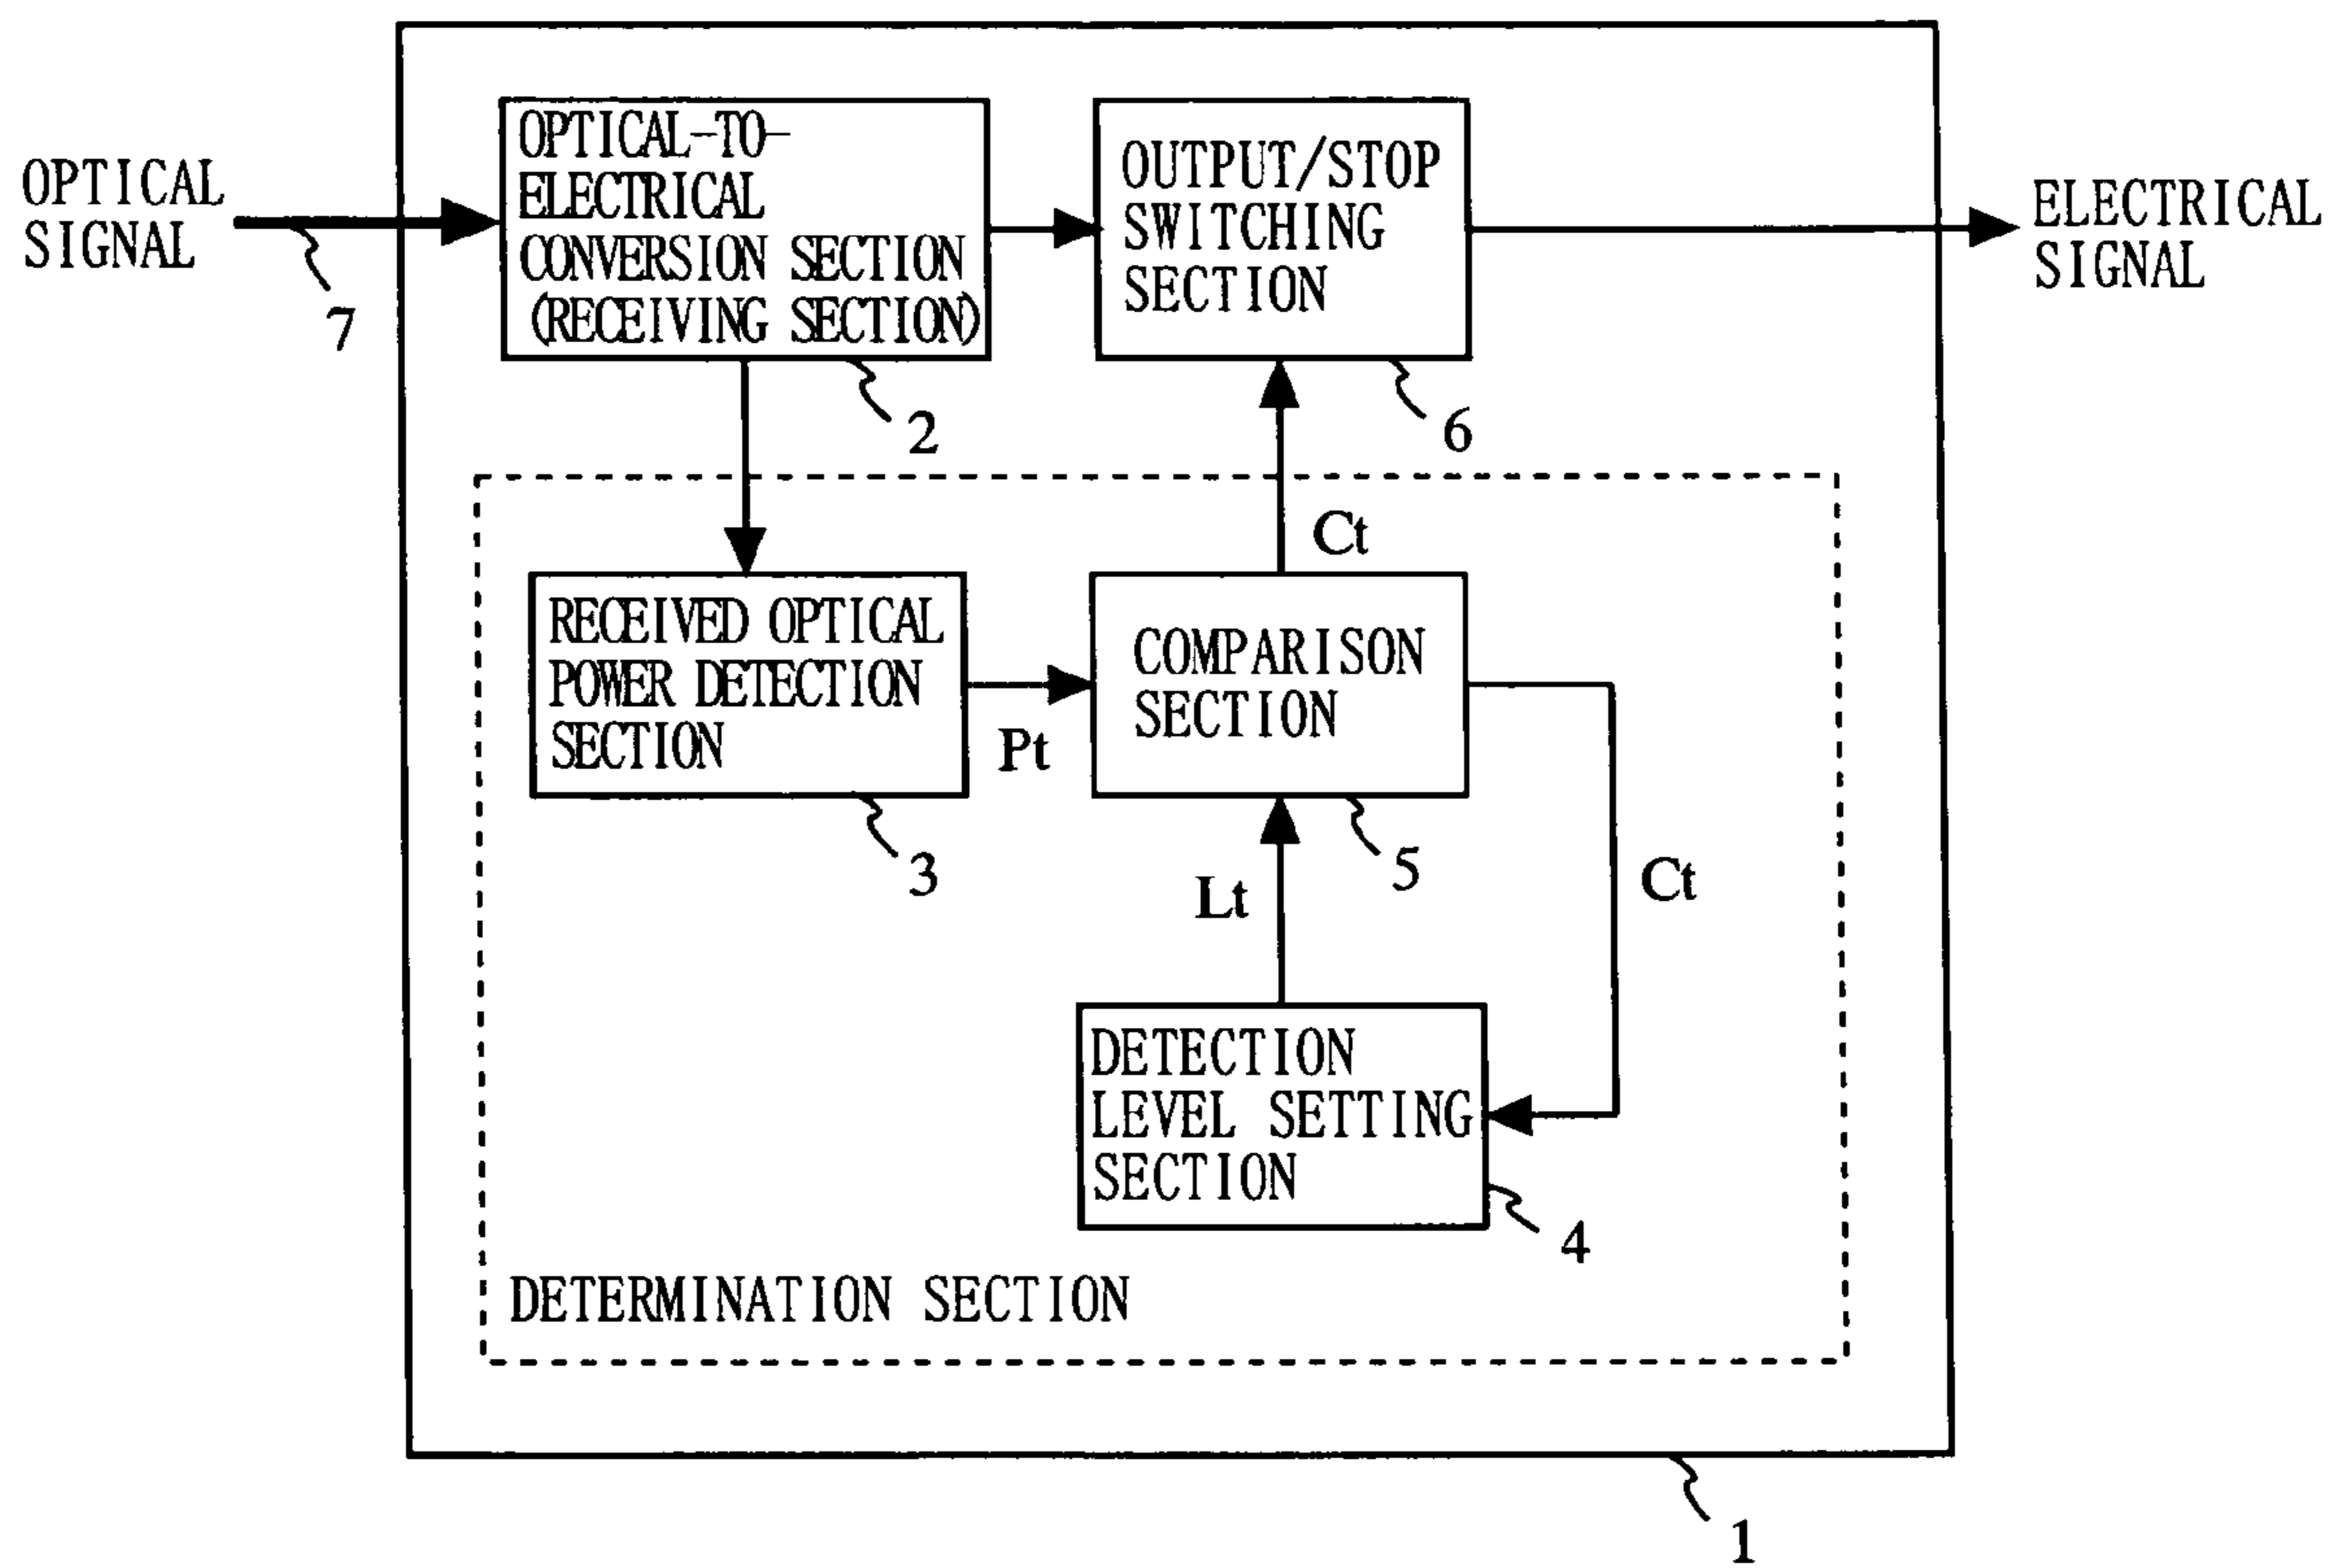 OPTICAL
SIGNAL
7
OPTICAL-TO-
ELECTRICAL
CONVERSION SECTION
(RECEIVING SECTION)
2
OUTPUT/STOP
SWITCHING
SECTION
6
ELECTRICAL
SIGNAL
Ct
RECEIVED OPTICAL
POWER DETECTION
SECTION
3
Pt
COMPARISON
SECTION
5
Lt
Ct
DETECTION
LEVEL SETTING
SECTION
4
DETERMINATION SECTION
1